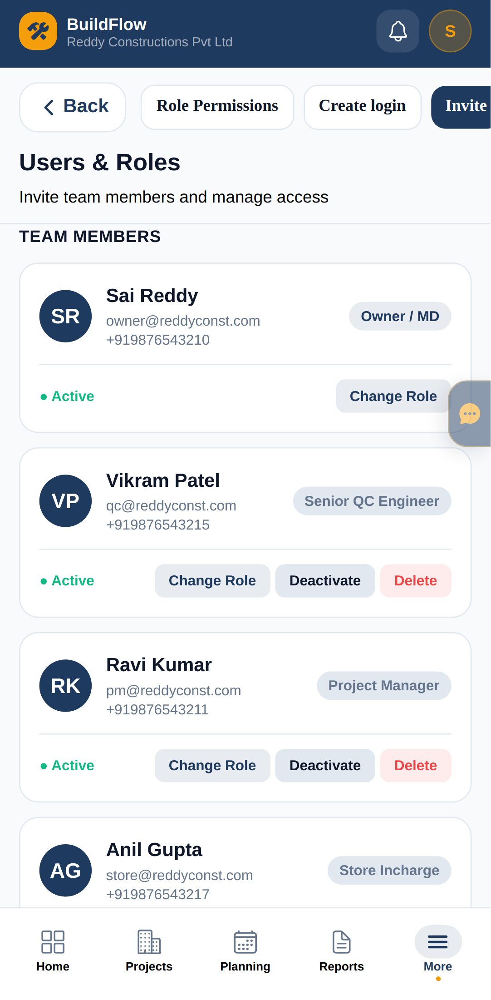 BuildFlow
Reddy Constructions Pvt Ltd
S
Back
Role Permissions
Create login
Invite
Users & Roles
Invite team members and manage access
TEAM MEMBERS
SR
Sai Reddy
owner@reddyconst.com
+919876543210
Owner / MD
Active
Change Role
VP
Vikram Patel
qc@reddyconst.com
+919876543215
Senior QC Engineer
Active
Change Role
Deactivate
Delete
RK
Ravi Kumar
pm@reddyconst.com
+919876543211
Project Manager
Active
Change Role
Deactivate
Delete
AG
Anil Gupta
store@reddyconst.com
+919876543217
Store Incharge
Home
Projects
Planning
Reports
More